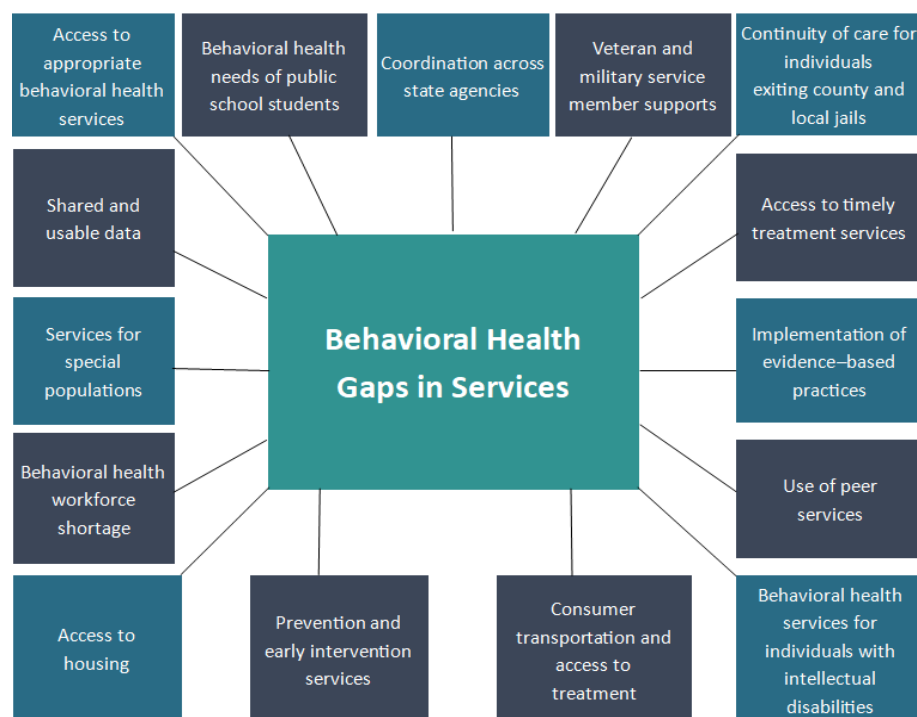 Access to
appropriate
behavioral health
services
Behavioral health
needs of public
school students
Coordination across
state agencies
Veteran and
military service
member supports
Continuity of care for
individuals
exiting county and
local jails
Shared and
usable data
Access to timely
treatment services
Behavioral Health
Gaps in Services
Services for
special
populations
Implementation of
evidence–based
practices
Behavioral health
workforce
shortage
Use of peer
services
Access to
housing
Prevention and
early intervention
services
Consumer
transportation and
access to
treatment
Behavioral health
services for
individuals with
intellectual
disabilities